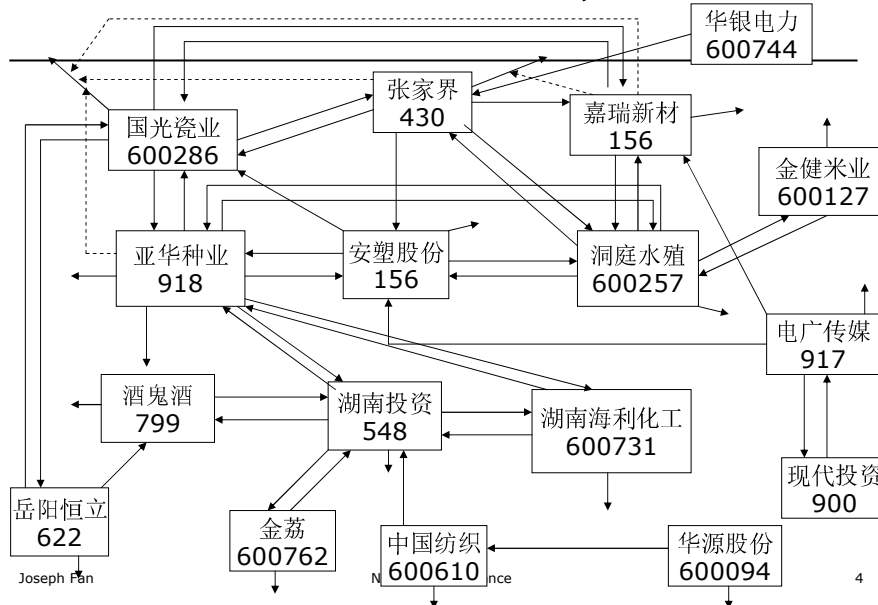 华银电力
600744
张家界
430
嘉瑞新材
156
国光瓷业
600286
金健米业
600127
亚华种业
918
安塑股份
156
洞庭水殖
600257
电广传媒
917
酒鬼酒
799
湖南投资
548
湖南海利化工
600731
现代投资
900
岳阳恒立
622
金荔
600762
中国纺织
600610
华源股份
600094
Joseph Fan
4